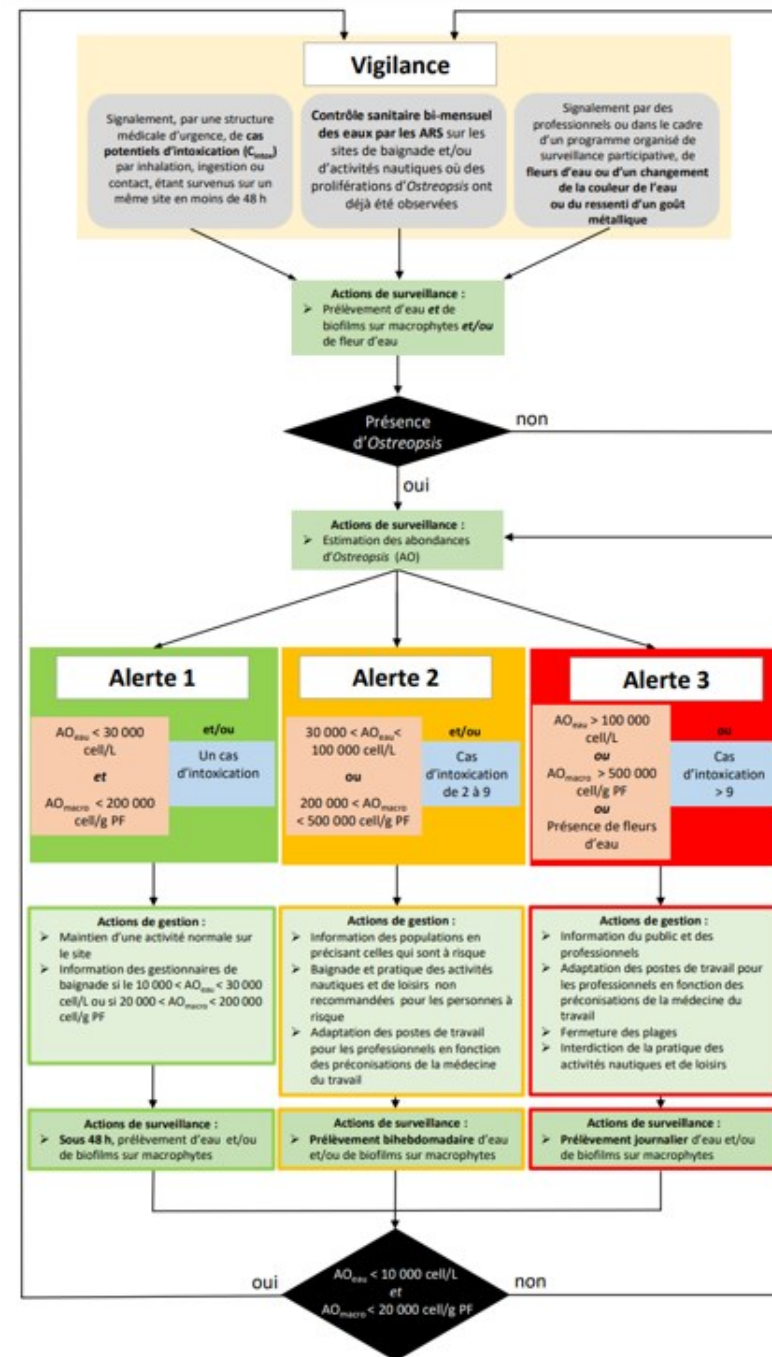 Vigilance
Signalement, par une structure
médicale d'urgence, de cas
potentiels d'intoxication (Cintox)
par inhalation, ingestion ou
contact, étant survenus sur un
même site en moins de 48 h
Contrôle sanitaire bi-mensuel
des eaux par les ARS sur les
sites de baignade et/ou
d'activités nautiques où des
proliférations d'Ostreopsis ont
déjà été observées
Signalement par des
professionnels ou dans le cadre
d'un programme organisé de
surveillance participative, de
fleurs d'eau ou d'un changement
de la couleur de l'eau
ou du ressenti d'un goût
métallique
Actions de surveillance :
➢ Prélèvement d'eau et de
biofilms sur macrophytes et/ou
de fleur d'eau
Présence
d'Ostreopsis
non
oui
Actions de surveillance :
➢ Estimation des abondances
d'Ostreopsis (AO)
Alerte 1
AOeau < 30 000
cell/L
et
AOmacro < 200 000
cell/g PF
et/ou
Un cas
d'intoxication
Alerte 2
30 000 < AOeau<
100 000 cell/L
ou
200 000 < AOmacro
< 500 000 cell/g PF
et/ou
Cas
d'intoxication
de 2 à 9
Alerte 3
AOeau > 100 000
cell/L
ou
AOmacro > 500 000
cell/g PF
ou
Présence de fleurs
d'eau
ou
Cas
d'intoxication
> 9
Actions de gestion :
➢ Maintien d'une activité normale sur
le site
➢ Information des gestionnaires de
baignade si le 10 000 < AOeau < 30 000
cell/L ou si 20 000 < AOmacro < 200 000
cell/g PF
Actions de gestion :
➢ Information des populations en
précisant celles qui sont à risque
➢ Baignade et pratique des activités
nautiques et de loisirs non
recommandées pour les personnes à
risque
➢ Adaptation des postes de travail
pour les professionnels en fonction
des préconisations de la médecine
du travail
Actions de gestion :
➢ Information du public et des
professionnels
➢ Adaptation des postes de travail pour
les professionnels en fonction des
préconisations de la médecine du
travail
➢ Fermeture des plages
➢ Interdiction de la pratique des
activités nautiques et de loisirs
Actions de surveillance :
➢ Sous 48 h, prélèvement d'eau et/ou
de biofilms sur macrophytes
Actions de surveillance :
➢ Prélèvement bihebdomadaire d'eau
et/ou de biofilms sur macrophytes
Actions de surveillance :
➢ Prélèvement journalier d'eau et/ou
de biofilms sur macrophytes
oui
AOeau < 10 000 cell/L
et
AOmacro < 20 000 cell/g PF
non